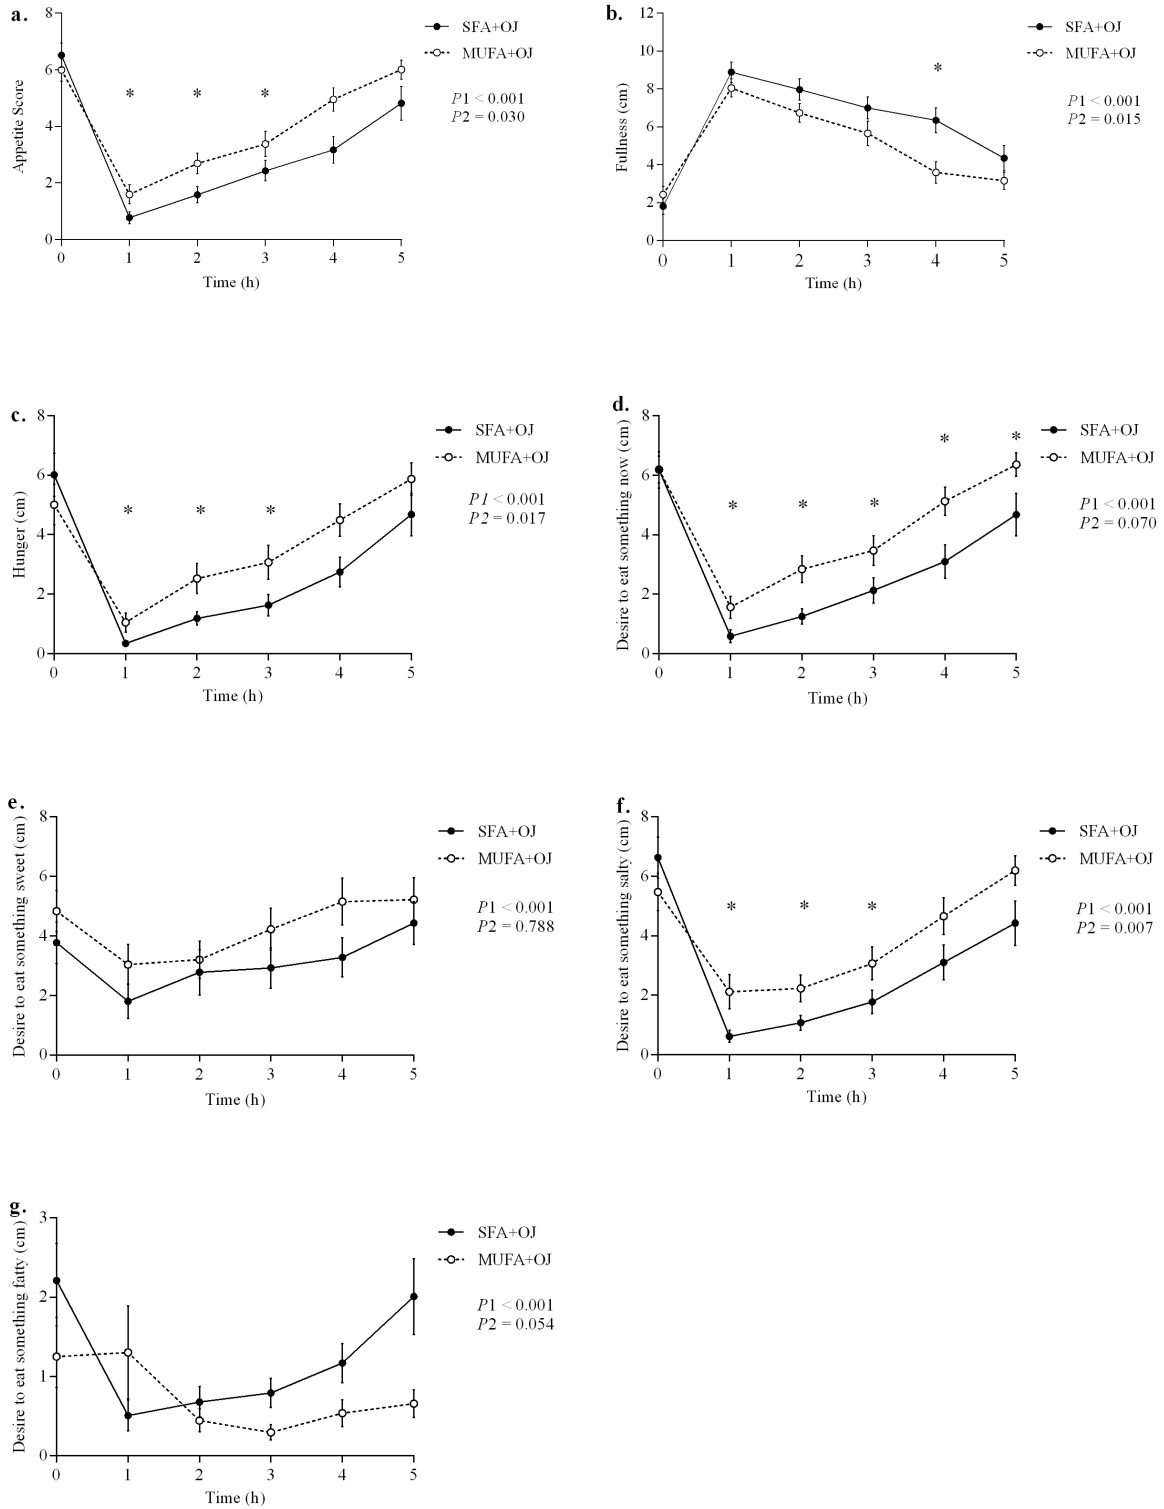 a.
8
6
4
2
0
Appetite Score
* * *
0 1 2 3 4 5
Time (h)
SFA+OJ
MUFA+OJ
P1 < 0.001
P2 = 0.030
b.
12
10
8
6
4
2
0
Fullness (cm)
*
0 1 2 3 4 5
Time (h)
SFA+OJ
MUFA+OJ
P1 < 0.001
P2 = 0.015
c.
8
6
4
2
0
Hunger (cm)
* * *
0 1 2 3 4 5
Time (h)
SFA+OJ
MUFA+OJ
P1 < 0.001
P2 = 0.017
d.
8
6
4
2
0
Desire to eat something now (cm)
* * * * *
0 1 2 3 4 5
Time (h)
SFA+OJ
MUFA+OJ
P1 < 0.001
P2 = 0.070
e.
8
6
4
2
0
Desire to eat something sweet (cm)
0 1 2 3 4 5
Time (h)
SFA+OJ
MUFA+OJ
P1 < 0.001
P2 = 0.788
f.
8
6
4
2
0
Desire to eat something salty (cm)
* * *
0 1 2 3 4 5
Time (h)
SFA+OJ
MUFA+OJ
P1 < 0.001
P2 = 0.007
g.
3
2
1
0
Desire to eat something fatty (cm)
0 1 2 3 4 5
Time (h)
SFA+OJ
MUFA+OJ
P1 < 0.001
P2 = 0.054